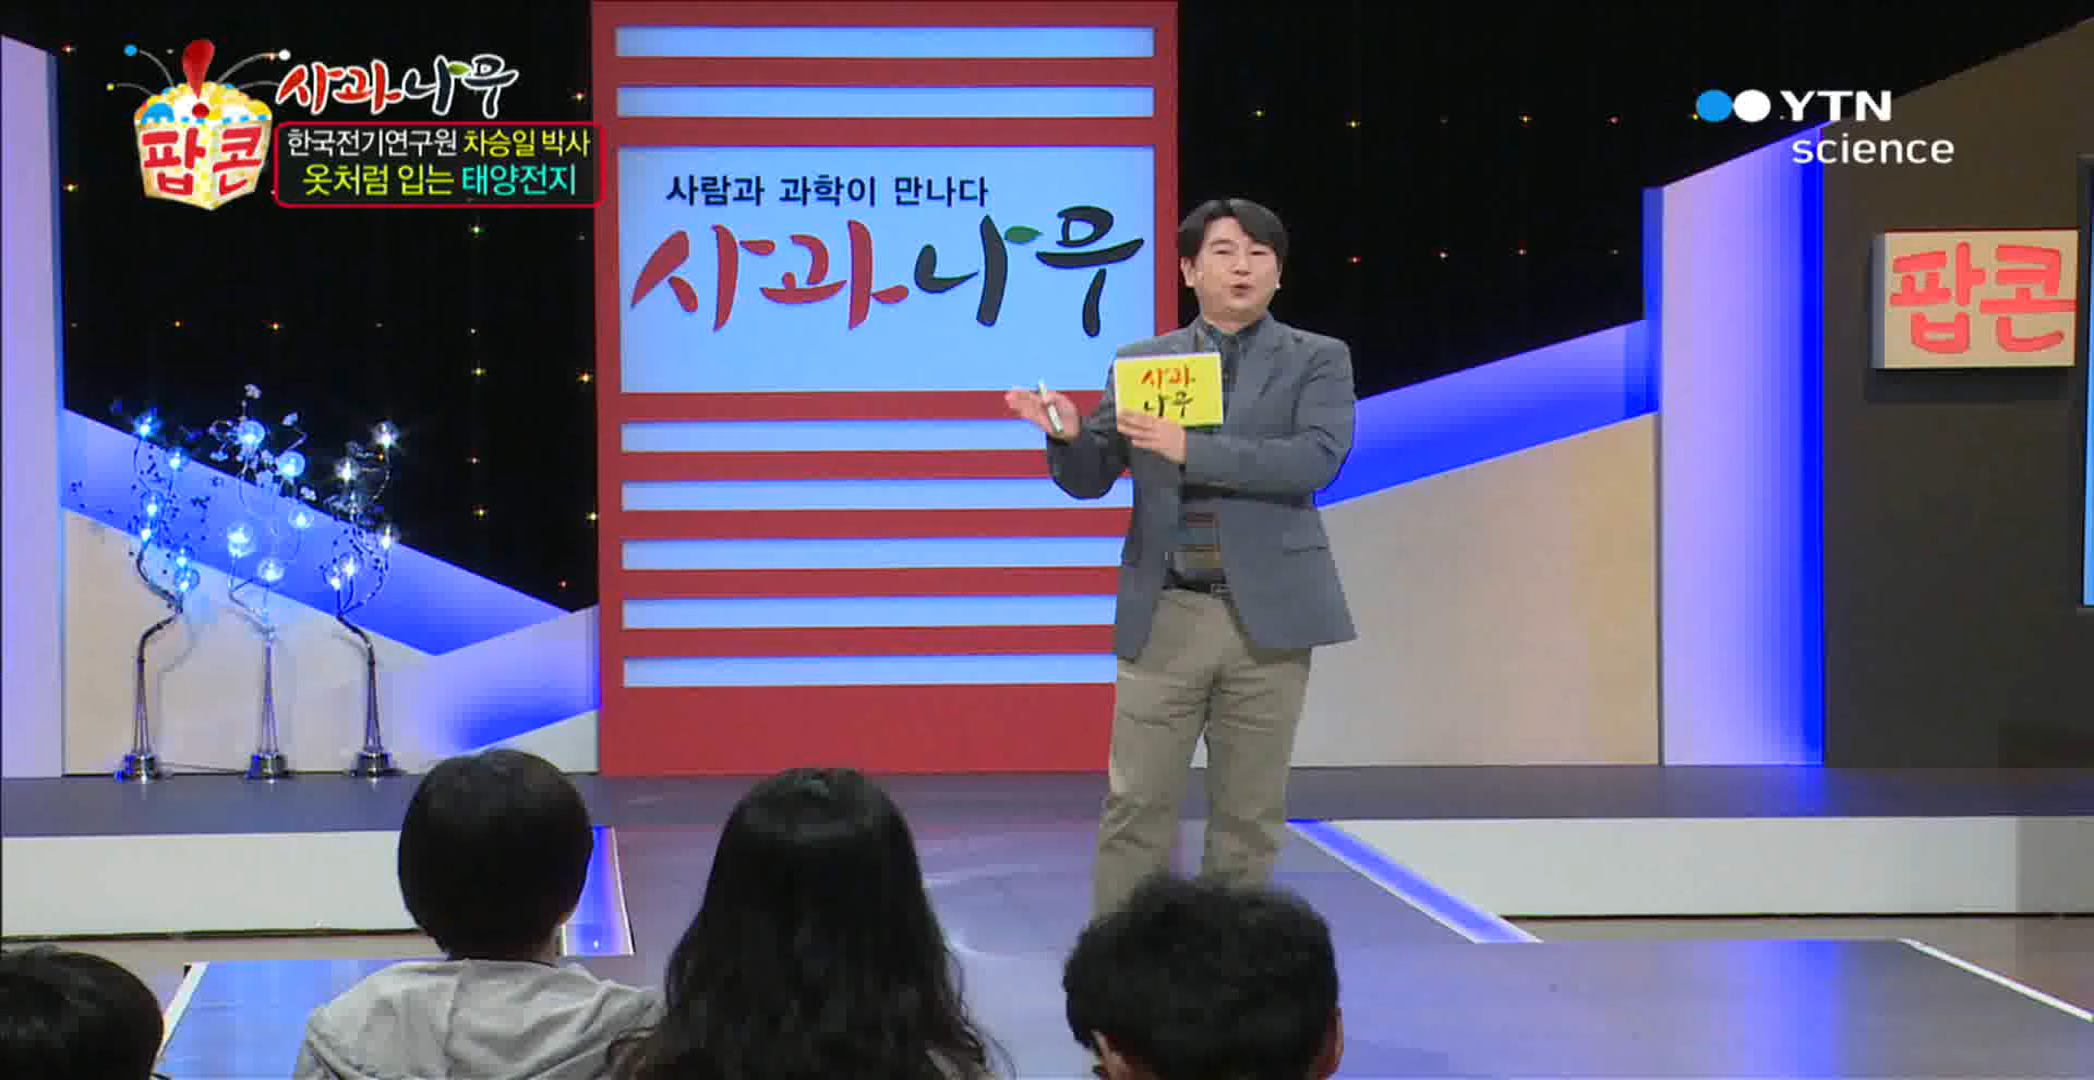 사과나무
팝콘
한국전기연구원 차승일 박사
옷처럼 입는 태양전지
YTN
science
사람과 과학이 만나다
사과나무
팝콘
사과
나무